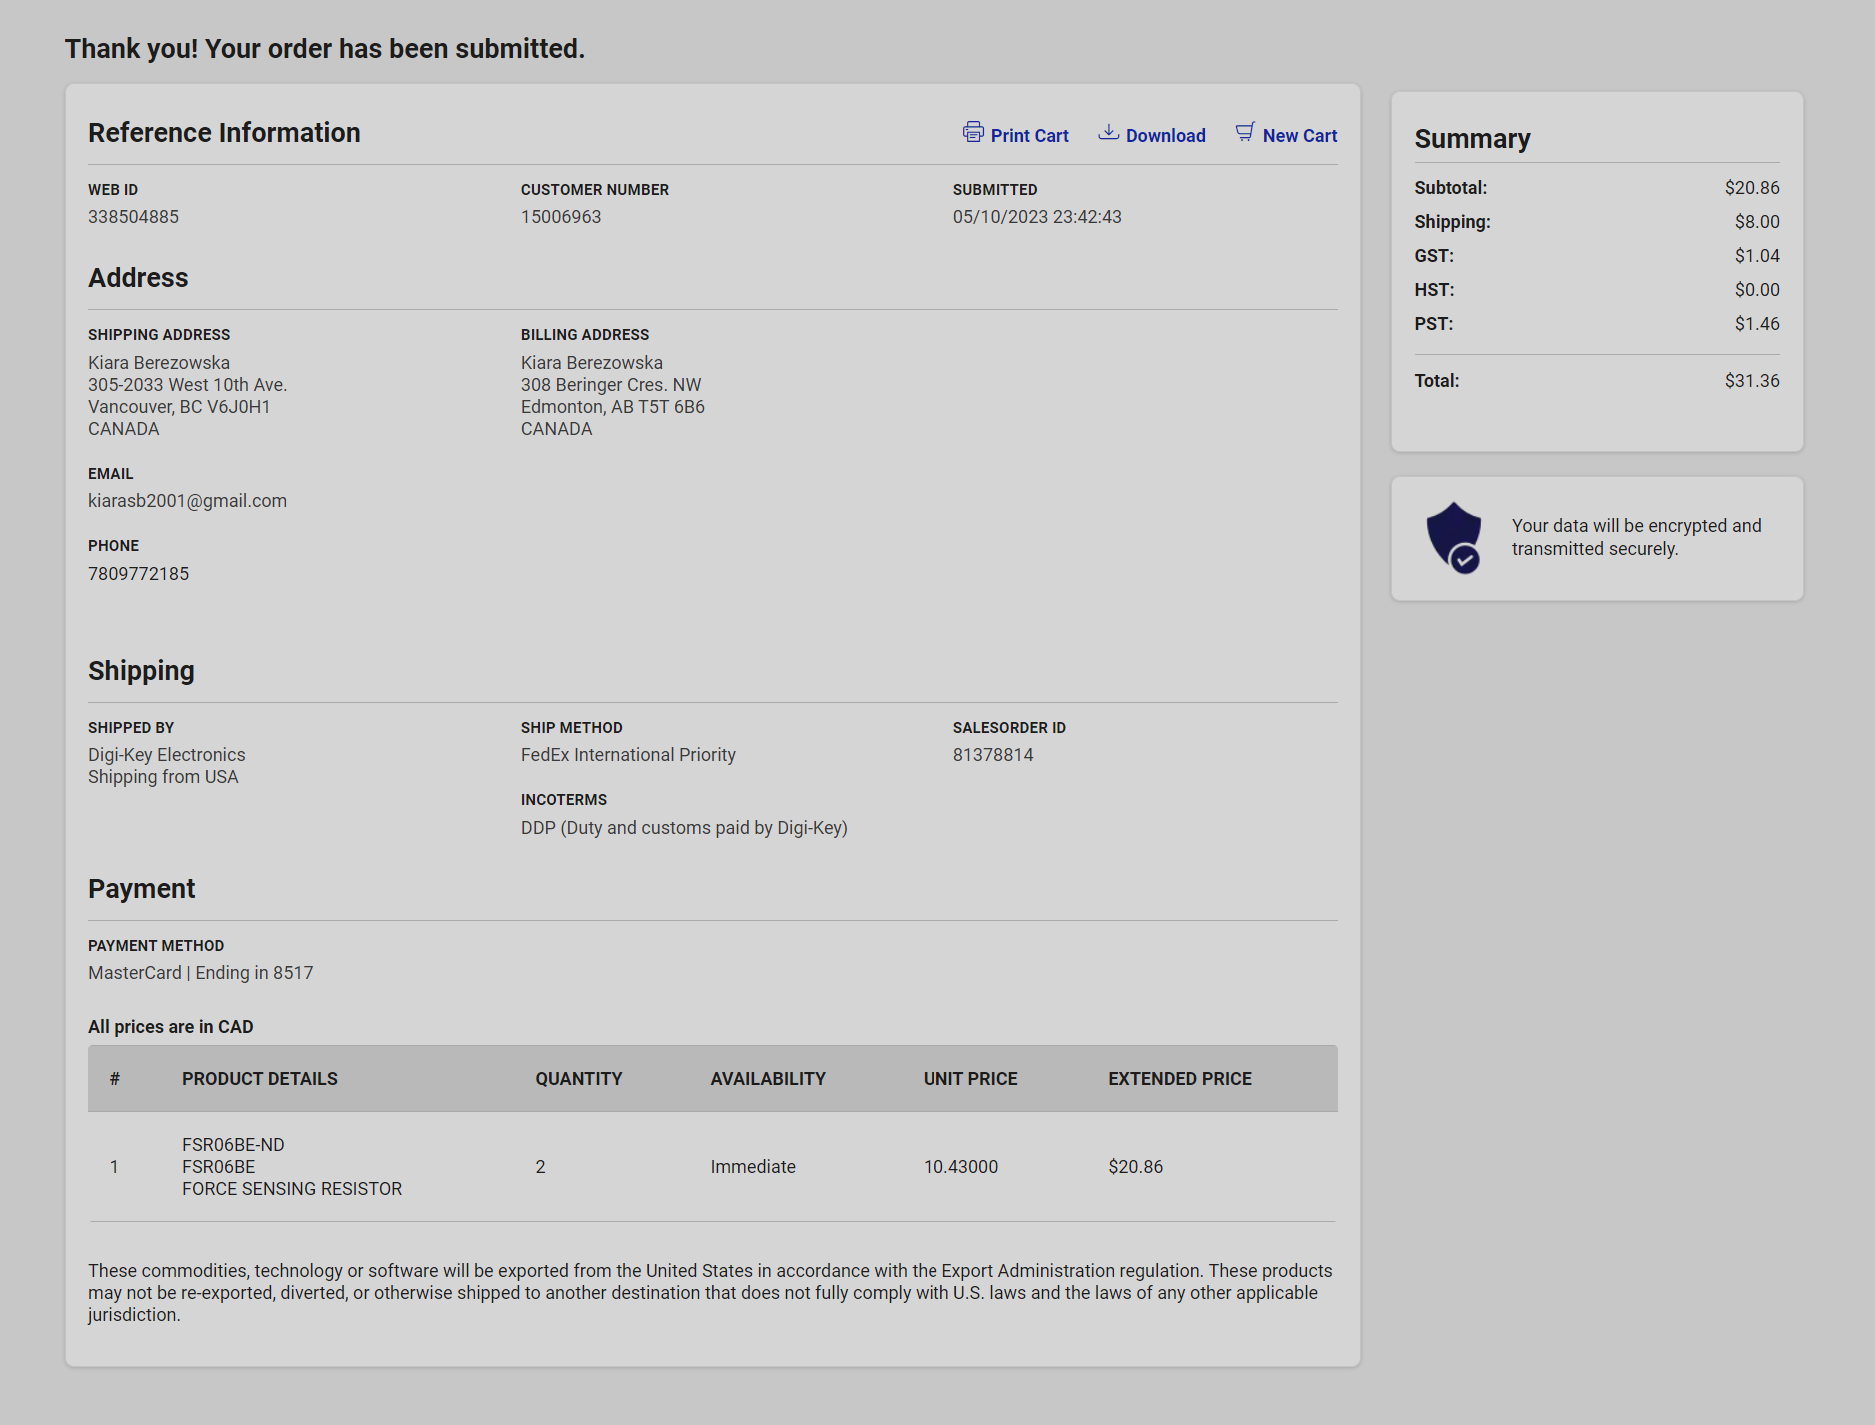 Thank you! Your order has been submitted.
Reference Information
Print Cart
Download
New Cart
WEB ID
338504885
CUSTOMER NUMBER
15006963
SUBMITTED
05/10/2023 23:42:43
Address
SHIPPING ADDRESS
Kiara Berezowska
305-2033 West 10th Ave.
Vancouver, BC V6J0H1
CANADA
BILLING ADDRESS
Kiara Berezowska
308 Beringer Cres. NW
Edmonton, AB T5T 6B6
CANADA
EMAIL
kiarasb2001@gmail.com
PHONE
7809772185
Shipping
SHIPPED BY
Digi-Key Electronics
Shipping from USA
SHIP METHOD
FedEx International Priority
INCOTERMS
DDP (Duty and customs paid by Digi-Key)
SALESORDER ID
81378814
Payment
PAYMENT METHOD
MasterCard | Ending in 8517
All prices are in CAD
# PRODUCT DETAILS QUANTITY AVAILABILITY UNIT PRICE EXTENDED PRICE
FSR06BE-ND
1 FSR06BE 2 Immediate 10.43000 $20.86
FORCE SENSING RESISTOR
These commodities, technology or software will be exported from the United States in accordance with the Export Administration regulation. These products
may not be re-exported, diverted, or otherwise shipped to another destination that does not fully comply with U.S. laws and the laws of any other applicable
jurisdiction.
Summary
Subtotal: $20.86
Shipping: $8.00
GST: $1.04
HST: $0.00
PST: $1.46
Total: $31.36
Your data will be encrypted and
transmitted securely.